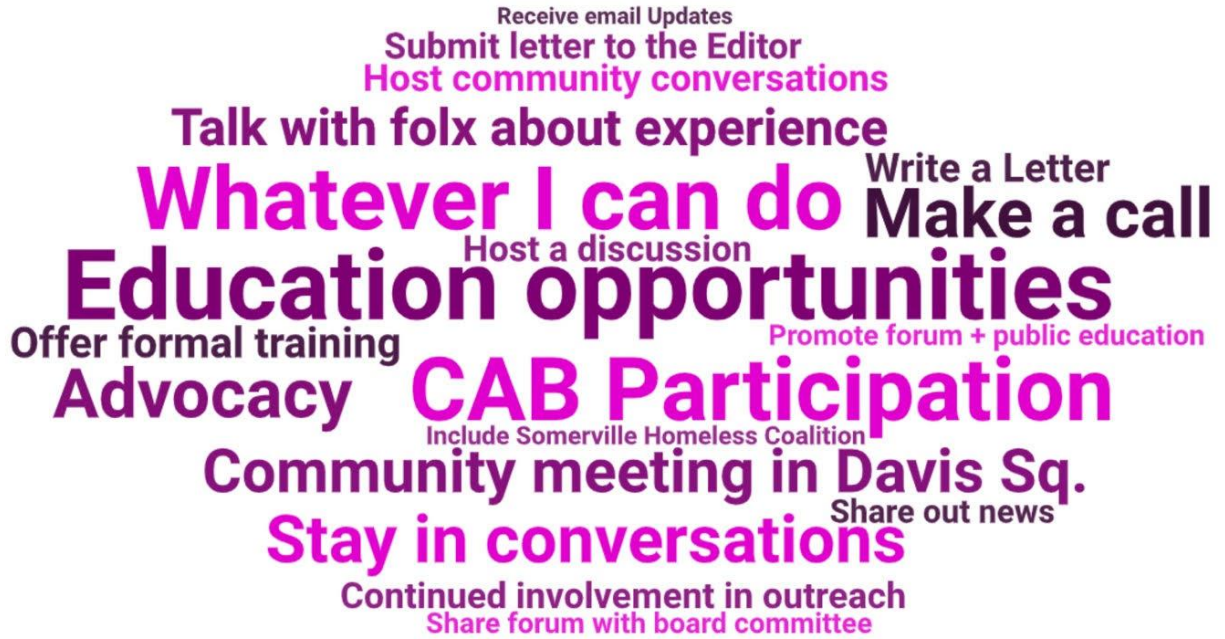 Receive email Updates
Submit letter to the Editor
Host community conversations
Talk with folx about experience
Whatever I can do
Write a Letter
Make a call
Host a discussion
Education opportunities
Offer formal training
Promote forum + public education
Advocacy
CAB Participation
Include Somerville Homeless Coalition
Community meeting in Davis Sq.
Share out news
Stay in conversations
Continued involvement in outreach
Share forum with board committee